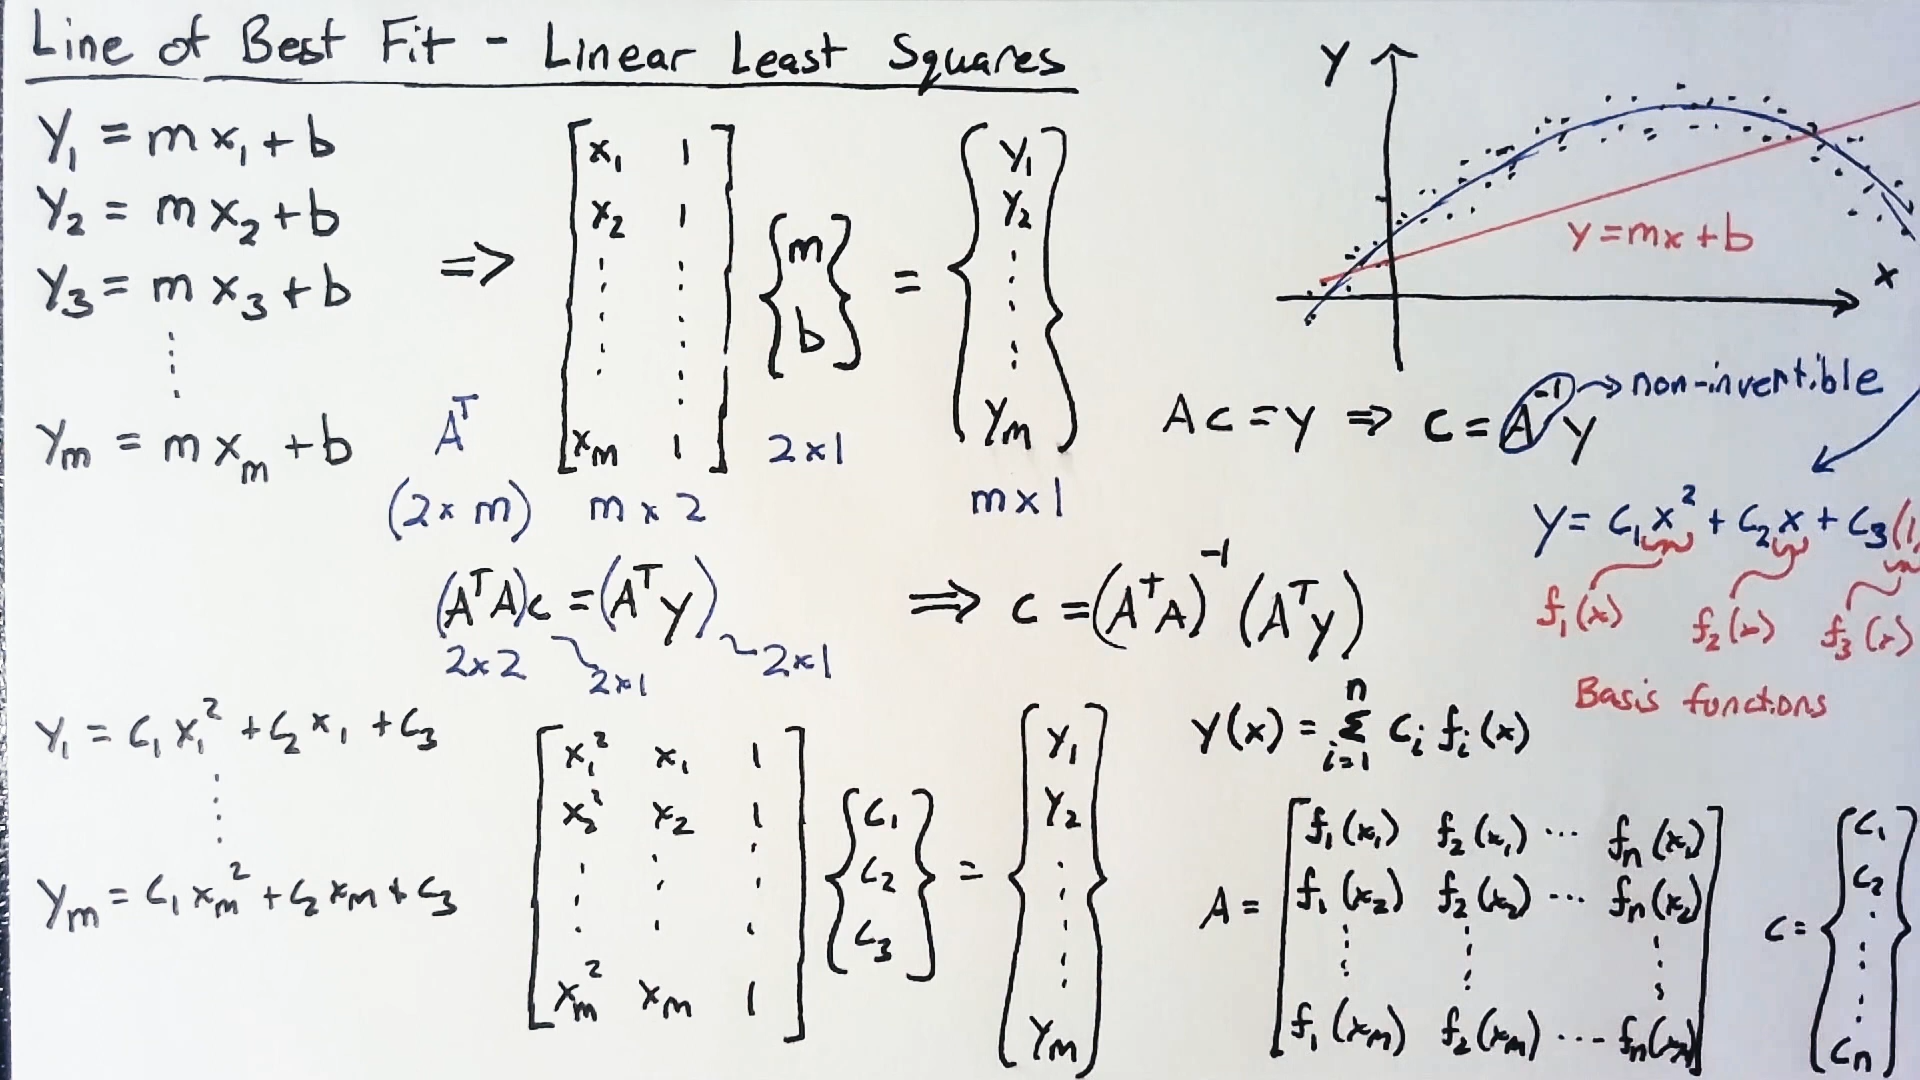 Line of Best Fit - Linear Least Squares
y₁ = m x₁ + b
y₂ = m x₂ + b
y₃ = m x₃ + b
⋮
yₘ = m xₘ + b
⇒
[x₁ 1
x₂ 1
⋮ ⋮
xₘ 1]
{m
b}
=
{y₁
y₂
⋮
yₘ}
Aᵀ
(2 × m) m × 2 2 × 1 m × 1
(AᵀA)c = (Aᵀy) ⇒ c = (AᵀA)⁻¹ (Aᵀy)
2×2 2×1 2×1
y₁ = c₁x₁² + c₂x₁ + c₃
⋮
yₘ = c₁xₘ² + c₂xₘ + c₃
[x₁² x₁ 1
x₂² x₂ 1
⋮ ⋮ ⋮
xₘ² xₘ 1]
{c₁
c₂
c₃}
=
{y₁
y₂
⋮
yₘ}
y
y = mx + b
x
Ac = y ⇒ c = A⁻¹y → non-invertible
y = c₁x² + c₂x + c₃(1
f₁(x) f₂(x) f₃(x)
Basis functions
y(x) = Σⁿᵢ₌₁ cᵢ fᵢ(x)
A =
[f₁(x₁) f₂(x₁) ⋯ fₙ(x₁)
f₁(x₂) f₂(x₂) ⋯ fₙ(x₂)
⋮ ⋮ ⋮
f₁(xₘ) f₂(xₘ) ⋯ fₙ(xₘ)]
c =
{c₁
c₂
⋮
cₙ}